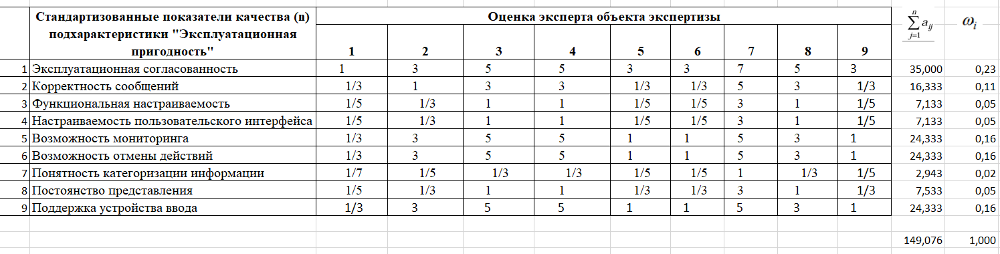 Стандартизованные показатели качества (n) подхарактеристики "Эксплуатационная пригодность" Оценка эксперта объекта экспертизы
1 2 3 4 5 6 7 8 9 n ∑ a ij j=1 ω i
1 Эксплуатационная согласованность 1 3 5 5 3 3 7 5 3 35,000 0,23
2 Корректность сообщений 1/3 1 3 3 1/3 1/3 5 3 1/3 16,333 0,11
3 Функциональная настраиваемость 1/5 1/3 1 1 1/5 1/5 3 1 1/5 7,133 0,05
4 Настраиваемость пользовательского интерфейса 1/5 1/3 1 1 1/5 1/5 3 1 1/5 7,133 0,05
5 Возможность мониторинга 1/3 3 5 5 1 1 5 3 1 24,333 0,16
6 Возможность отмены действий 1/3 3 5 5 1 1 5 3 1 24,333 0,16
7 Понятность категоризации информации 1/7 1/5 1/3 1/3 1/5 1/5 1 1/3 1/5 2,943 0,02
8 Постоянство представления 1/5 1/3 1 1 1/3 1/3 3 1 1/3 7,533 0,05
9 Поддержка устройства ввода 1/3 3 5 5 1 1 5 3 1 24,333 0,16
149,076 1,000